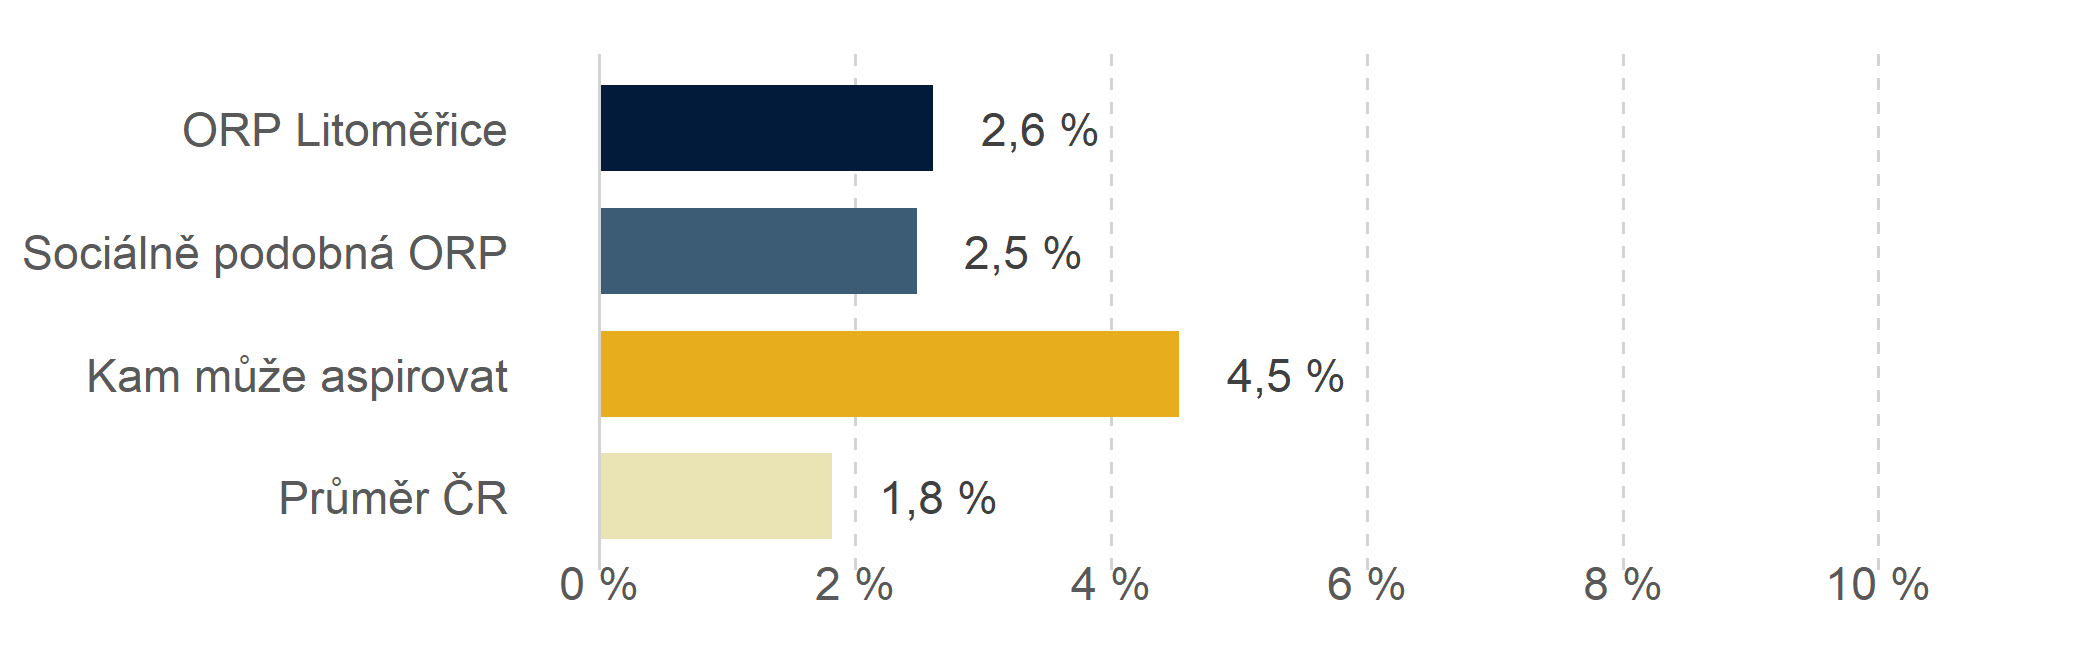 ORP Litoměřice 2,6 %
Sociálně podobná ORP 2,5 %
Kam může aspirovat 4,5 %
Průměr ČR 1,8 %
0 % 2 % 4 % 6 % 8 % 10 %